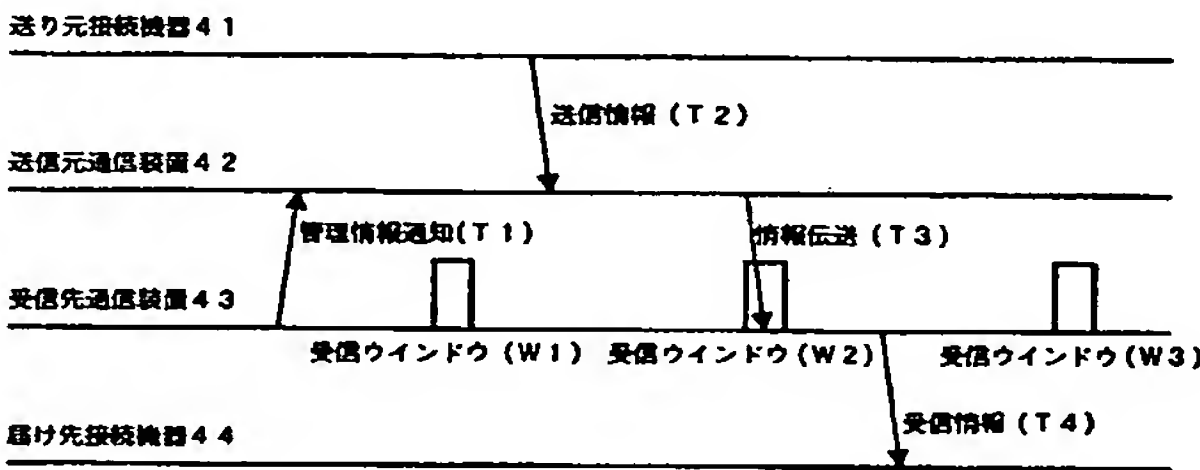 送り元接続機器４１
送信情報（Ｔ２）
送信元通信装置４２
管理情報通知（Ｔ１）
情報伝送（Ｔ３）
受信先通信装置４３
受信ウインドウ（Ｗ１）
受信ウインドウ（Ｗ２）
受信ウインドウ（Ｗ３）
受信情報（Ｔ４）
届け先接続機器４４